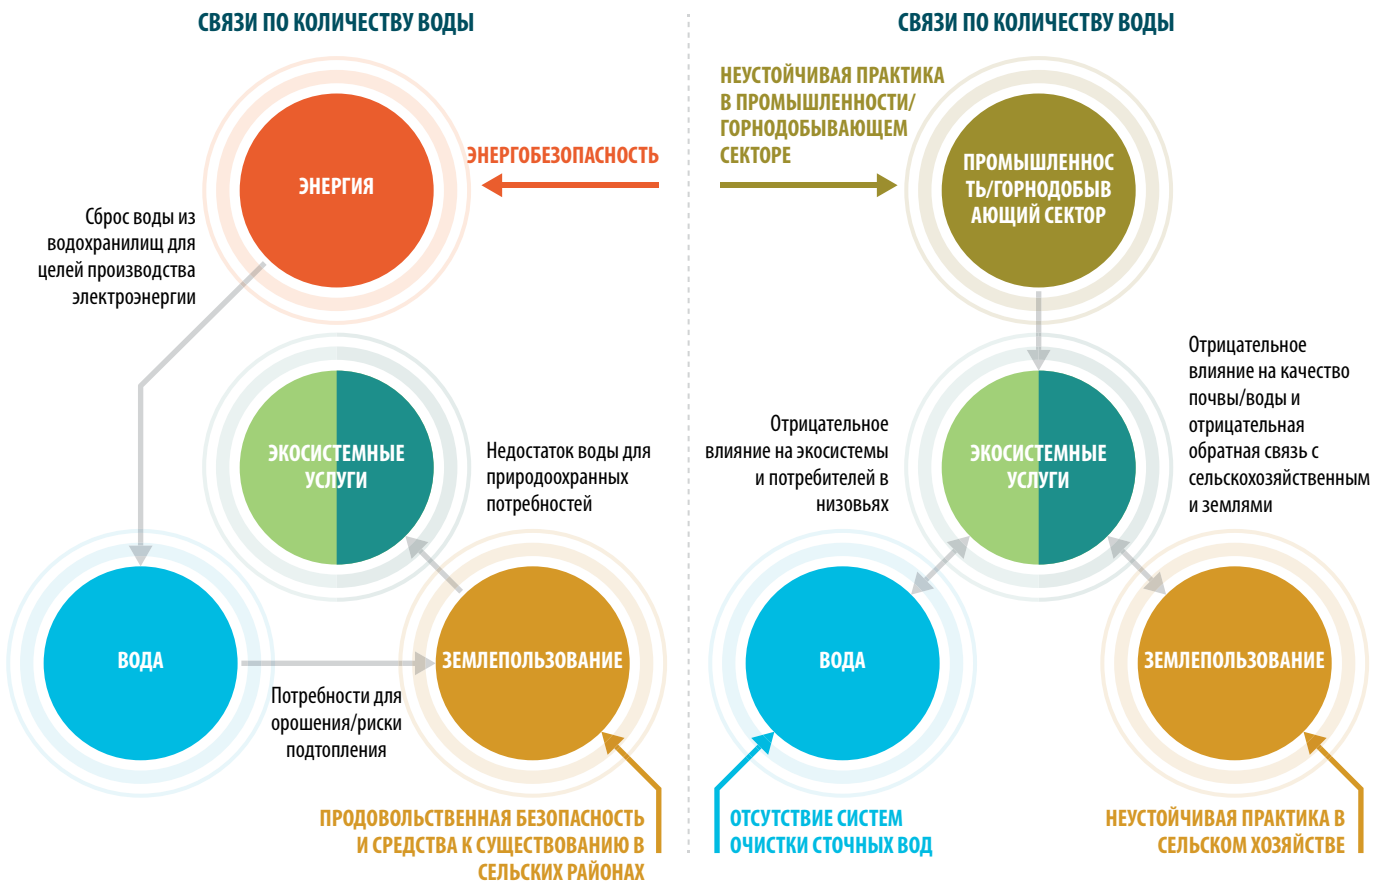 СВЯЗИ ПО КОЛИЧЕСТВУ ВОДЫ
ЭНЕРГИЯ
ЭНЕРГОБЕЗОПАСНОСТЬ
Сброс воды из
водохранилищ для
целей производства
электроэнергии
ЭКОСИСТЕМНЫЕ
УСЛУГИ
Недостаток воды для
природоохранных
потребностей
ВОДА
ЗЕМЛЕПОЛЬЗОВАНИЕ
Потребности для
орошения/риски
подтопления
ПРОДОВОЛЬСТВЕННАЯ БЕЗОПАСНОСТЬ
И СРЕДСТВА К СУЩЕСТВОВАНИЮ В
СЕЛЬСКИХ РАЙОНАХ
СВЯЗИ ПО КОЛИЧЕСТВУ ВОДЫ
НЕУСТОЙЧИВАЯ ПРАКТИКА
В ПРОМЫШЛЕННОСТИ/
ГОРНОДОБЫВАЮЩЕМ
СЕКТОРЕ
ПРОМЫШЛЕННОС
ТЬ/ГОРНОДОБЫВ
АЮЩИЙ СЕКТОР
Отрицательное
влияние на качество
почвы/воды и
отрицательная
обратная связь с
сельскохозяйственным
и землями
Отрицательное
влияние на экосистемы
и потребителей в
низовьях
ЭКОСИСТЕМНЫЕ
УСЛУГИ
ВОДА
ЗЕМЛЕПОЛЬЗОВАНИЕ
ОТСУТСТВИЕ СИСТЕМ
ОЧИСТКИ СТОЧНЫХ ВОД
НЕУСТОЙЧИВАЯ ПРАКТИКА В
СЕЛЬСКОМ ХОЗЯЙСТВЕ